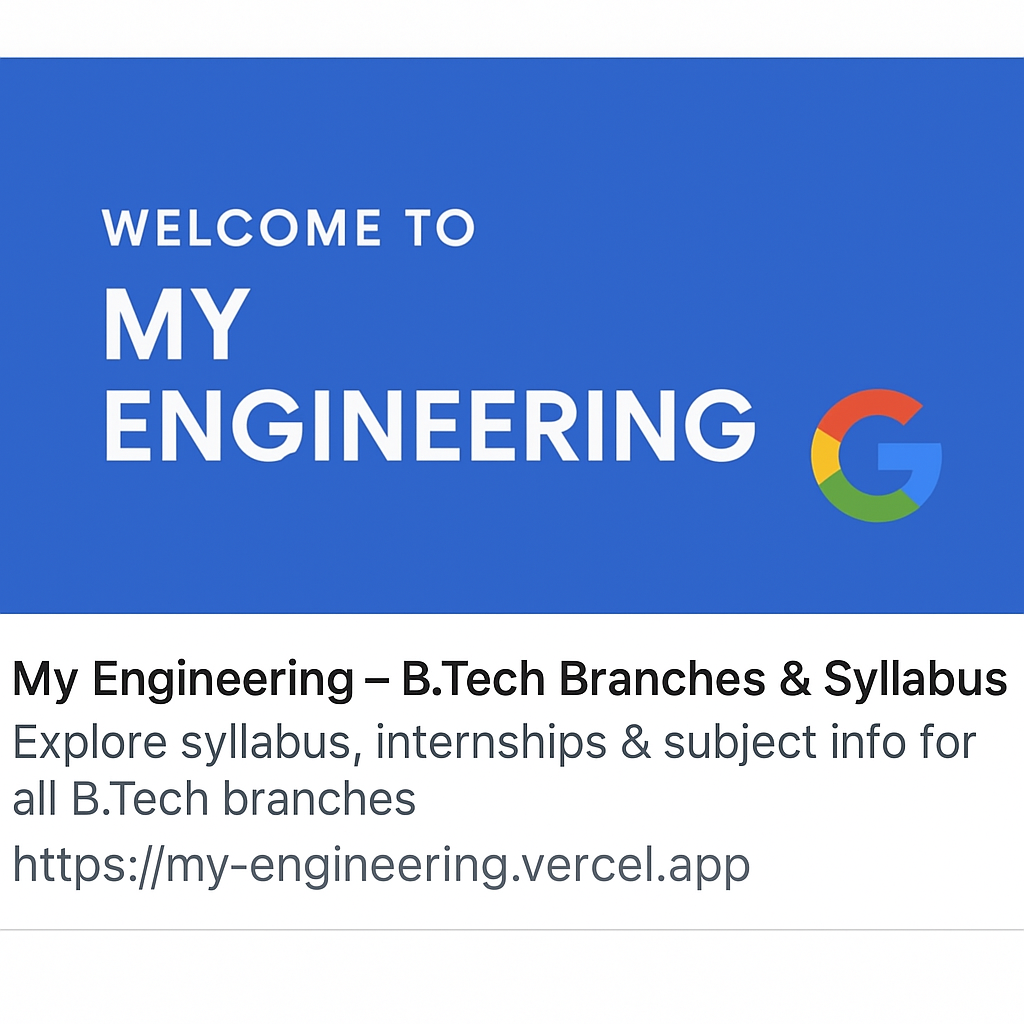 WELCOME TO
MY
ENGINEERING
My Engineering – B.Tech Branches & Syllabus
Explore syllabus, internships & subject info for
all B.Tech branches
https://my-engineering.vercel.app